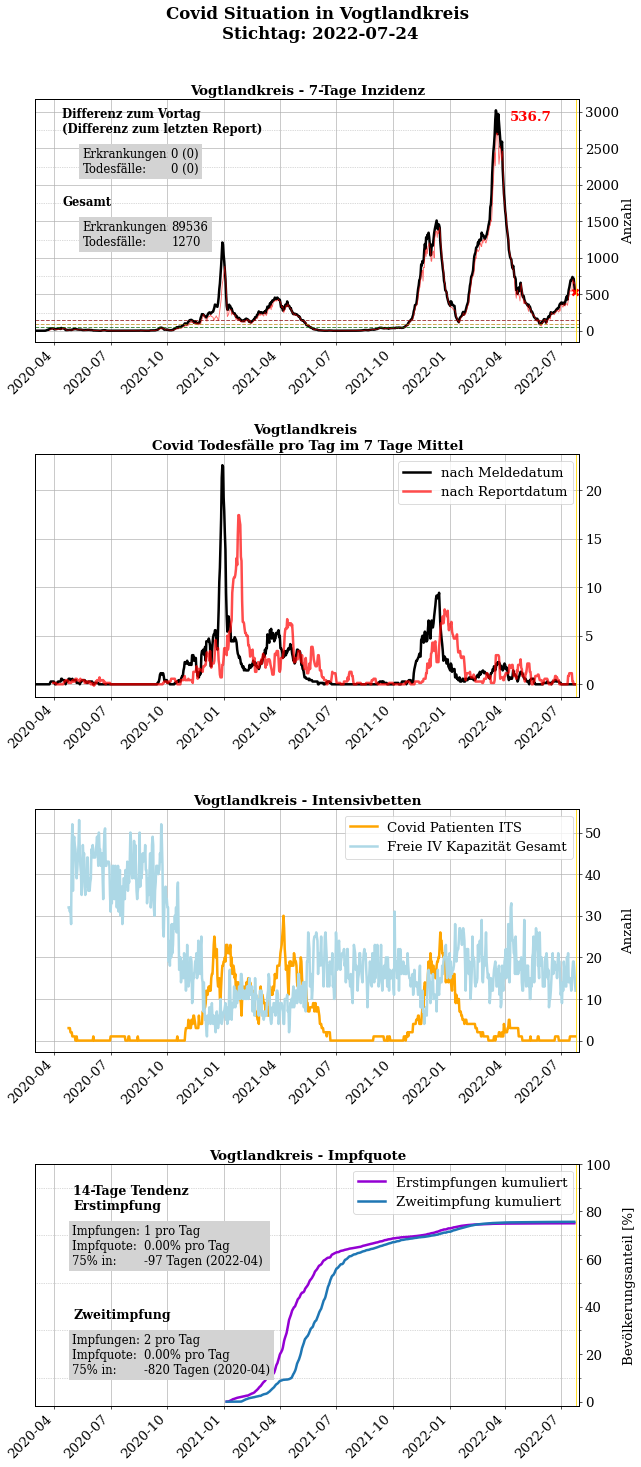 Covid Situation in Vogtlandkreis
Stichtag: 2022-07-24
Vogtlandkreis - 7-Tage Inzidenz
Differenz zum Vortag
(Differenz zum letzten Report)
Erkrankungen 0 (0)
Todesfälle: 0 (0)
Gesamt
Erkrankungen 89536
Todesfälle: 1270
536.7
3000
2500
2000
1500
1000
500
0
Anzahl
2020-04 2020-07 2020-10 2021-01 2021-04 2021-07 2021-10 2022-01 2022-04 2022-07
Vogtlandkreis
Covid Todesfälle pro Tag im 7 Tage Mittel
nach Meldedatum
nach Reportdatum
20
15
10
5
0
2020-04 2020-07 2020-10 2021-01 2021-04 2021-07 2021-10 2022-01 2022-04 2022-07
Vogtlandkreis - Intensivbetten
Covid Patienten ITS
Freie IV Kapazität Gesamt
50
40
30
20
10
0
Anzahl
2020-04 2020-07 2020-10 2021-01 2021-04 2021-07 2021-10 2022-01 2022-04 2022-07
Vogtlandkreis - Impfquote
Erstimpfungen kumuliert
Zweitimpfung kumuliert
14-Tage Tendenz
Erstimpfung
Impfungen: 1 pro Tag
Impfquote: 0.00% pro Tag
75% in: -97 Tagen (2022-04)
Zweitimpfung
Impfungen: 2 pro Tag
Impfquote: 0.00% pro Tag
75% in: -820 Tagen (2020-04)
100
80
60
40
20
0
Bevölkerungsanteil [%]
2020-04 2020-07 2020-10 2021-01 2021-04 2021-07 2021-10 2022-01 2022-04 2022-07